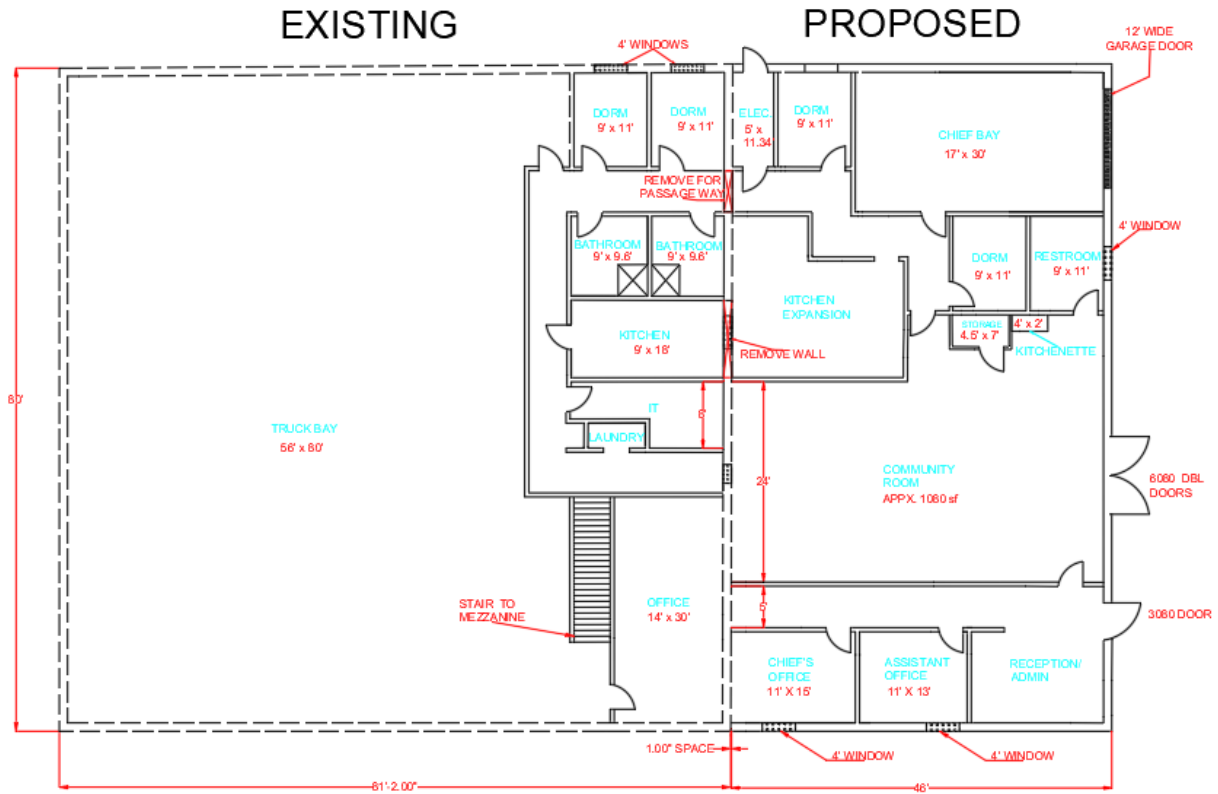 EXISTING
PROPOSED
4' WINDOWS
12' WIDE
GARAGE DOOR
DORM
9' x 11'
DORM
9' x 11'
ELEC.
5' x
11.34
DORM
9' x 11'
CHIEF BAY
17' x 30'
REMOVE FOR
PASSAGE WAY
4' WINDOW
BATHROOM
9' x 9.6'
BATHROOM
9' x 9.6'
DORM
9' x 11'
RESTROOM
9' x 11'
KITCHEN
EXPANSION
STORAGE
4.5' x 7'
4' x 2'
KITCHENETTE
KITCHEN
9' x 18'
REMOVE WALL
80'
IT
8'
LAUNDRY
TRUCK BAY
56' x 80'
24'
COMMUNITY
ROOM
APPX. 1080 sf
6080 DBL
DOORS
STAIR TO
MEZZANINE
OFFICE
14' x 30'
5'
3080 DOOR
CHIEF'S
OFFICE
11' X 15'
ASSISTANT
OFFICE
11' X 13'
RECEPTION/
ADMIN
1.00" SPACE
4' WINDOW
4' WINDOW
81'-2.00"
46'